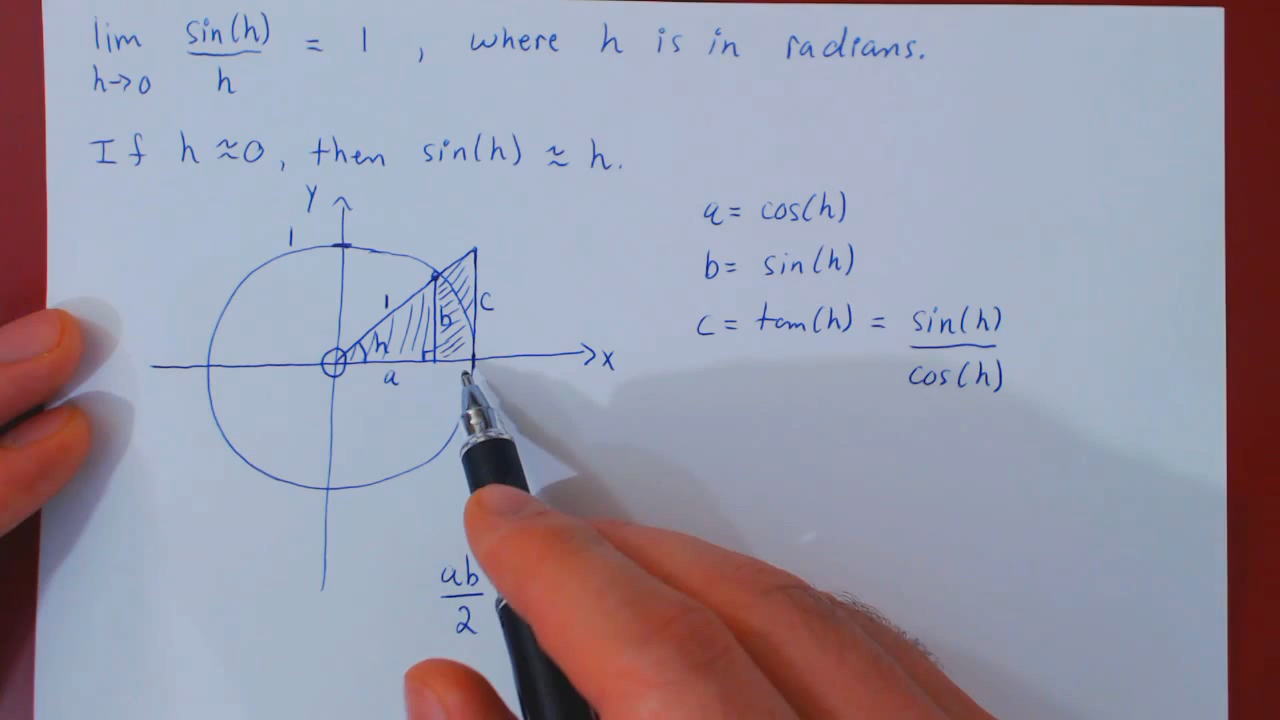 lim sin(h)/h = 1 , where h is in radians.
h→0
If h ≈ 0, then sin(h) ≈ h.
Y
1
a = cos(h)
b = sin(h)
c = tan(h) = sin(h)/cos(h)
1
b
c
h
a
x
ab/2